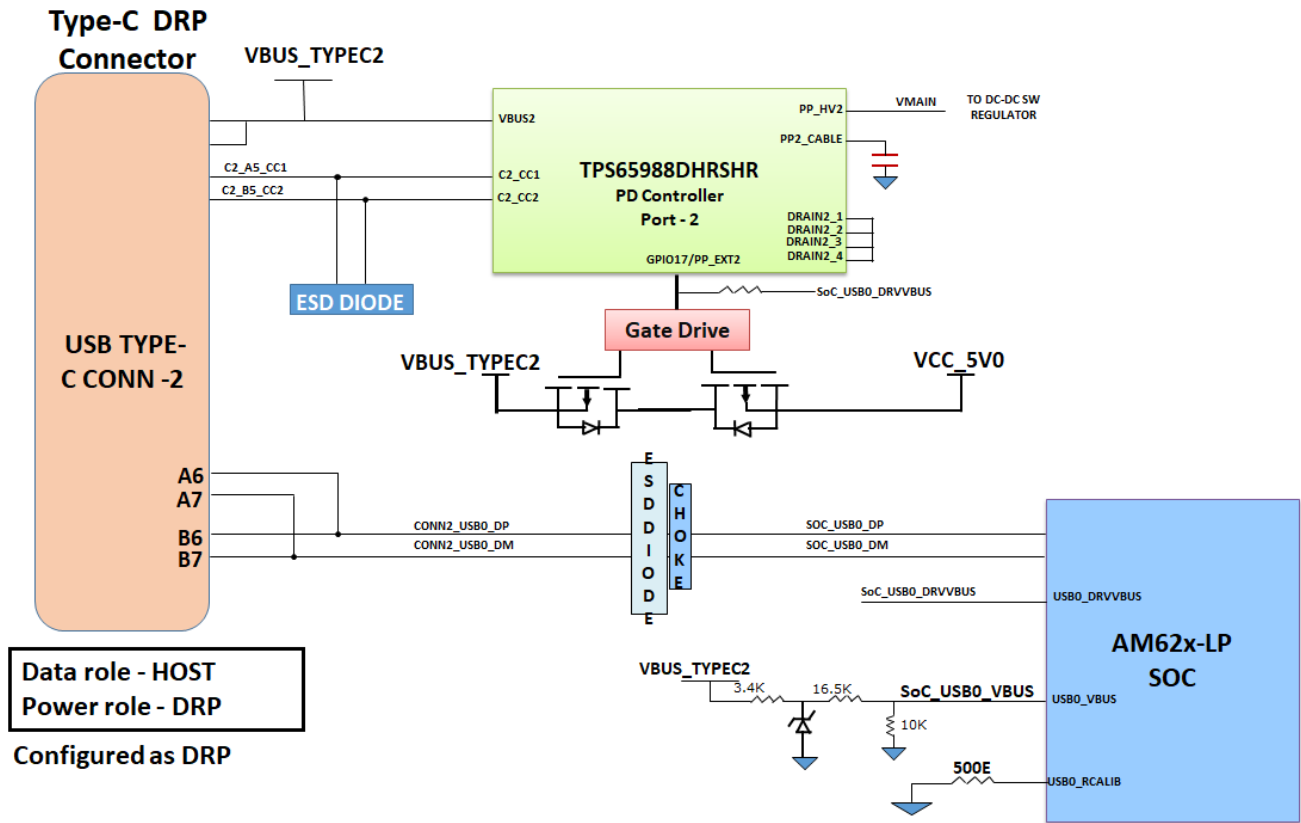 Type-C DRP
Connector
VBUS_TYPEC2
VBUS2
PP_HV2
VMAIN
TO DC-DC SW
REGULATOR
PP2_CABLE
C2_A5_CC1
C2_CC1
TPS65988DHRSHR
C2_B5_CC2
C2_CC2
PD Controller
Port - 2
DRAIN2_1
DRAIN2_2
DRAIN2_3
DRAIN2_4
GPIO17/PP_EXT2
SoC_USB0_DRVVBUS
ESD DIODE
Gate Drive
USB TYPE-
C CONN -2
VBUS_TYPEC2
VCC_5V0
A6
A7
B6
B7
CONN2_USB0_DP
CONN2_USB0_DM
ESDDIODE
CHOKE
SOC_USB0_DP
SOC_USB0_DM
SoC_USB0_DRVVBUS
USB0_DRVVBUS
AM62x-LP
SOC
Data role - HOST
Power role - DRP
Configured as DRP
VBUS_TYPEC2
3.4K
16.5K
SoC_USB0_VBUS
USB0_VBUS
10K
500E
USB0_RCALIB